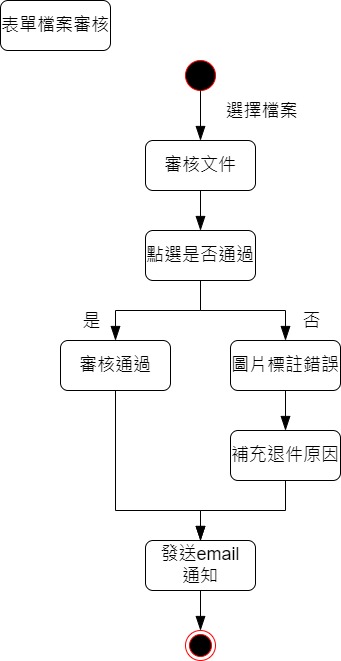 表單檔案審核
選擇檔案
審核文件
點選是否通過
是
否
審核通過
圖片標註錯誤
補充退件原因
發送email
通知